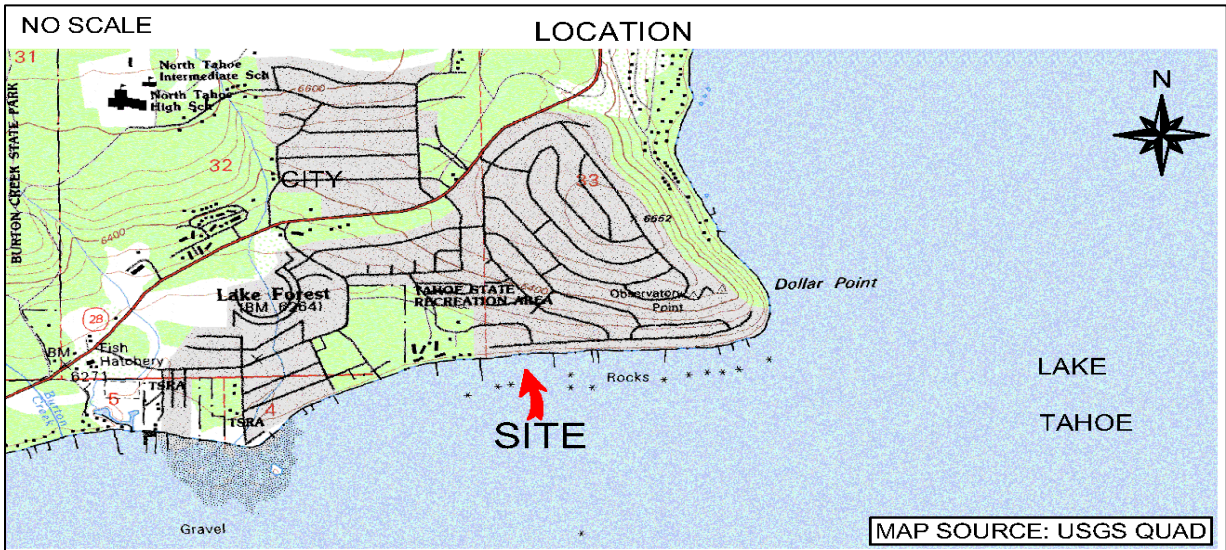 NO SCALE
LOCATION
31
North Tahoe
Intermediate Sch
North Tahoe
High Sch
6600
N
BURTON CREEK STATE PARK
32
CITY
33
6652
6400
Lake Forest
(BM 6264)
TAHOE STATE
RECREATION AREA
6400
Observatory
Point
Dollar Point
28
BM
6271
Fish
Hatchery
TSRA
5
4
TSRA
Burton
Creek
Rocks
LAKE
TAHOE
SITE
Gravel
MAP SOURCE: USGS QUAD